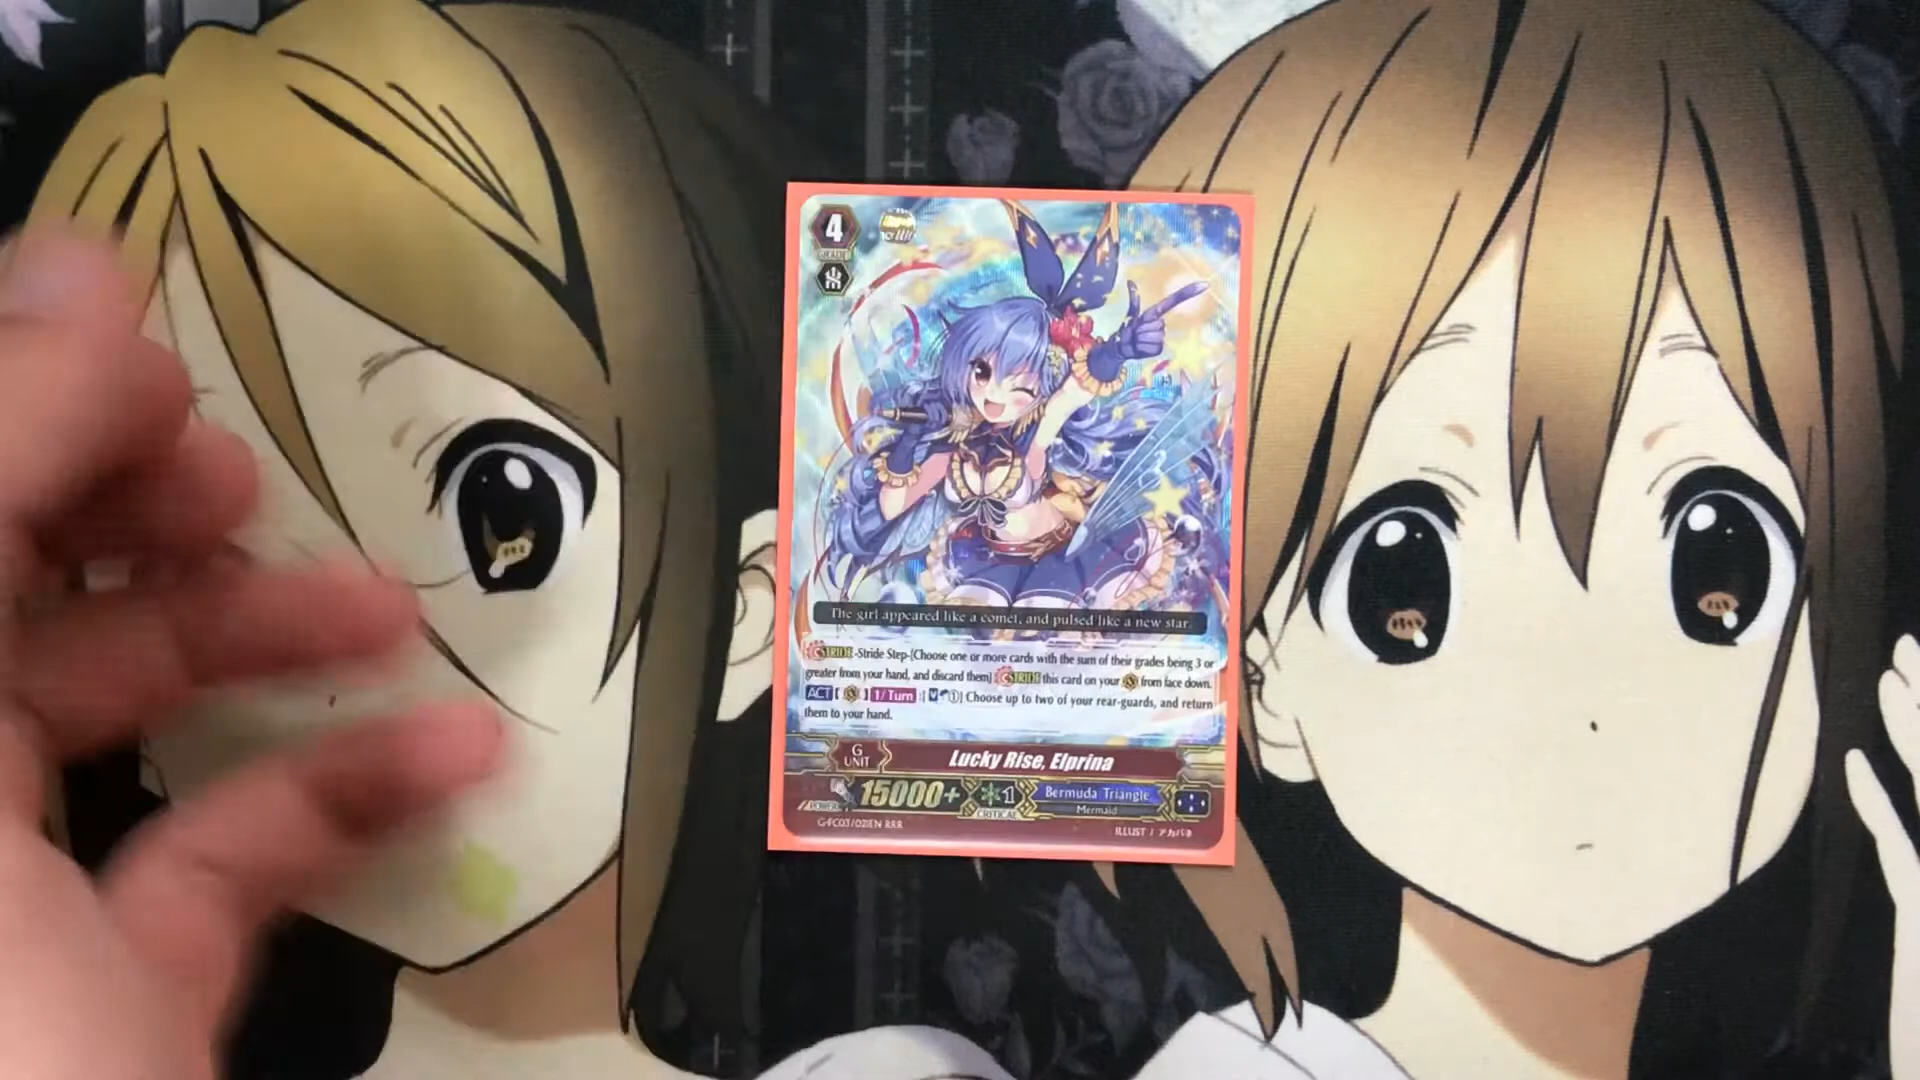 4
GRADE
The girl appeared like a comet, and pulsed like a new star.
STRIDE -Stride Step-[Choose one or more cards with the sum of their grades being 3 or
greater from your hand, and discard them] STRIDE this card on your from face down.
ACT [ ] 1/Turn :[ ① ] Choose up to two of your rear-guards, and return
them to your hand.
G UNIT
Lucky Rise, Elprina
POWER 15000+ 1 CRITICAL
Bermuda Triangle
Mermaid
G-FC03/021EN RRR
ILLUST / アカバネ